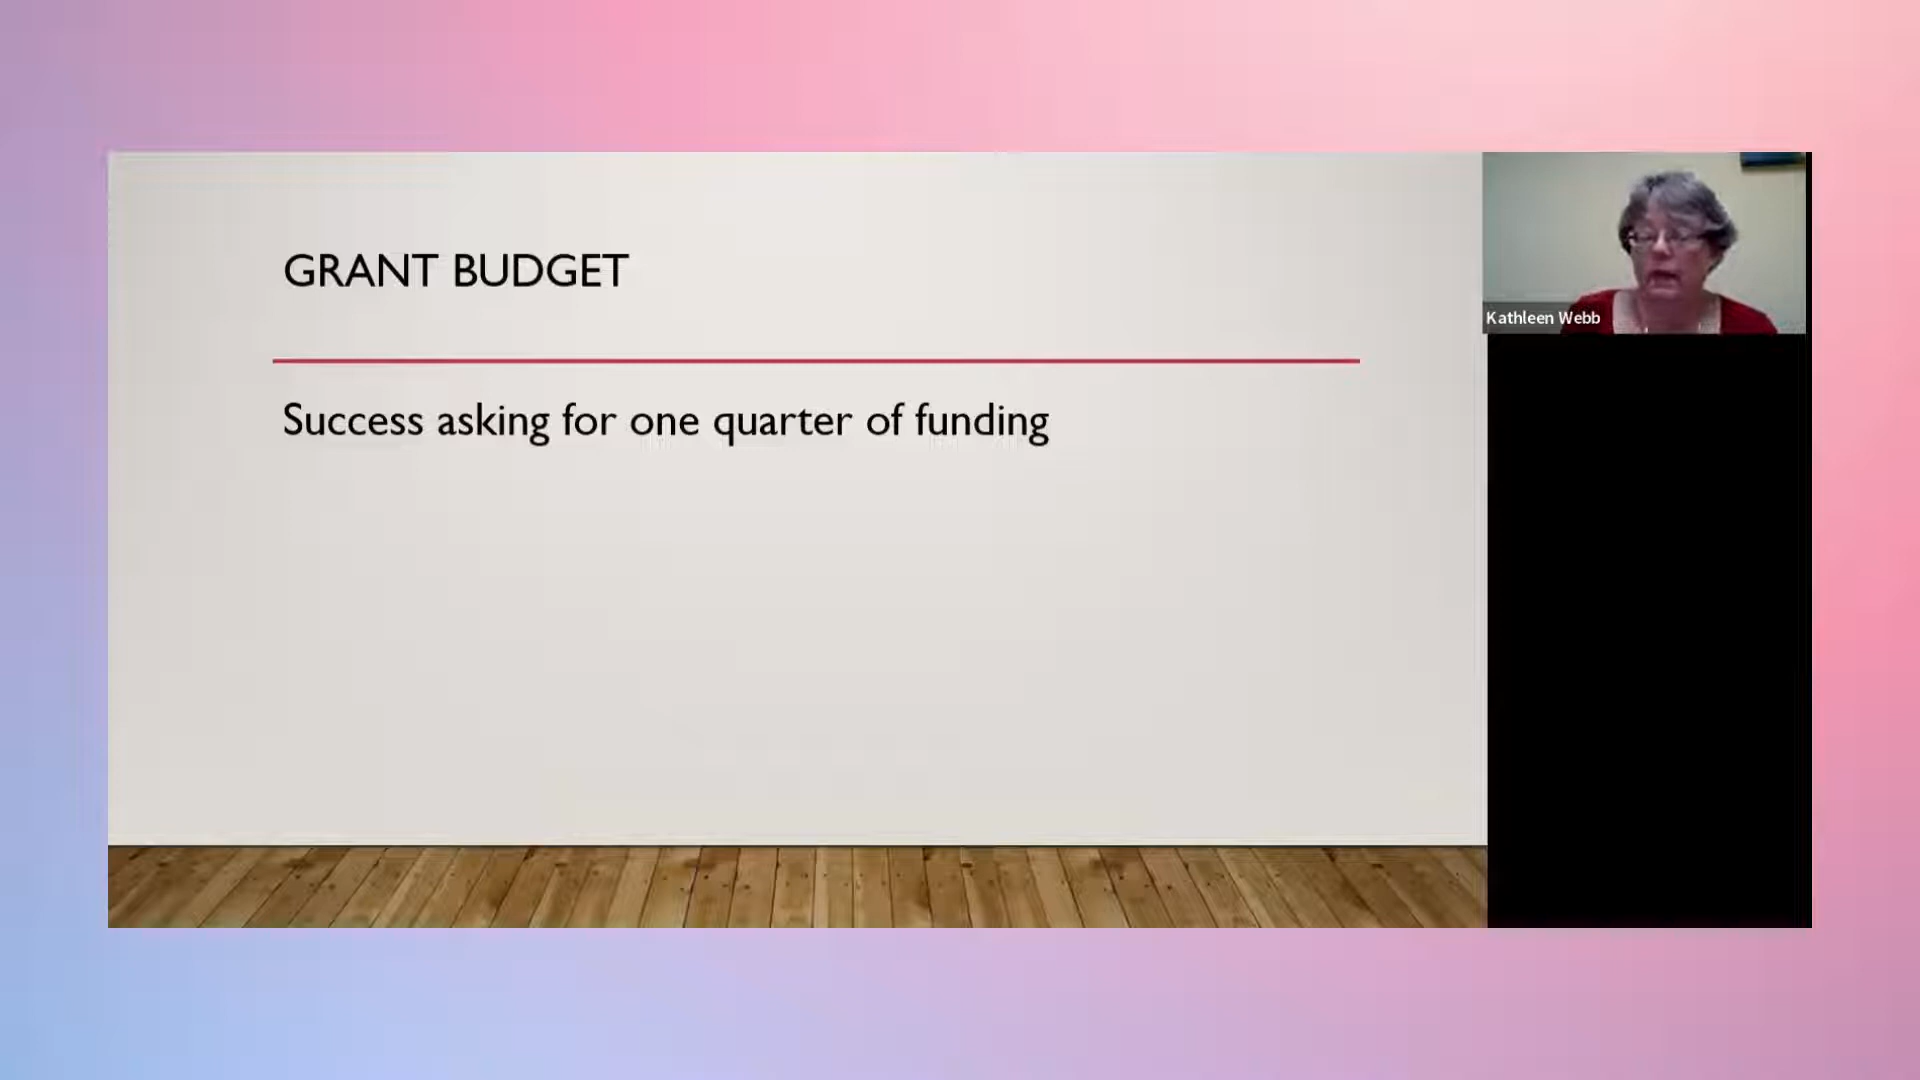 GRANT BUDGET
Success asking for one quarter of funding
Kathleen Webb